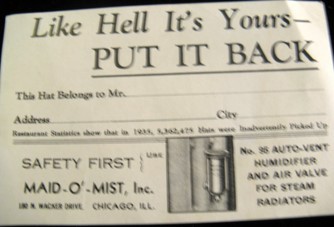 Like Hell It's Yours—
PUT IT BACK
This Hat Belongs to Mr.
Address City
Restaurant Statistics show that in 1935, 5,362,475 Hats were Inadvertently Picked Up
SAFETY FIRST { USE
MAID-O'-MIST, Inc.
180 N. WACKER DRIVE CHICAGO, ILL.
No. 98 AUTO-VENT
HUMIDIFIER
AND AIR VALVE
FOR STEAM
RADIATORS